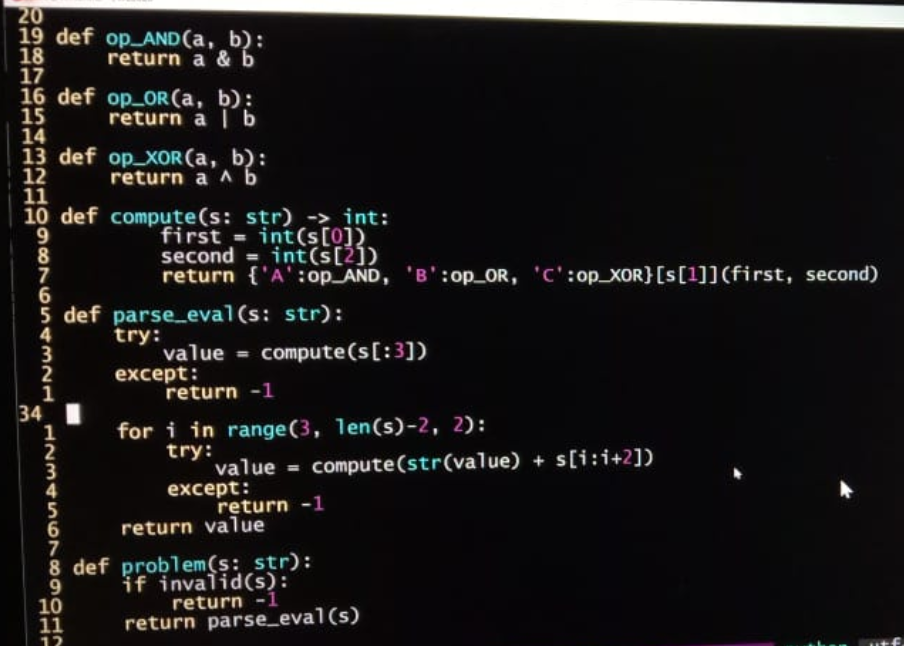 20
19 def op_AND(a, b):
18 return a & b
17
16 def op_OR(a, b):
15 return a | b
14
13 def op_XOR(a, b):
12 return a ^ b
11
10 def compute(s: str) -> int:
9 first = int(s[0])
8 second = int(s[2])
7 return {'A':op_AND, 'B':op_OR, 'C':op_XOR}[s[1]](first, second)
6
5 def parse_eval(s: str):
4 try:
3 value = compute(s[:3])
2 except:
1 return -1
34
1 for i in range(3, len(s)-2, 2):
2 try:
3 value = compute(str(value) + s[i:i+2])
4 except:
5 return -1
6 return value
7
8 def problem(s: str):
9 if invalid(s):
10 return -1
11 return parse_eval(s)
12